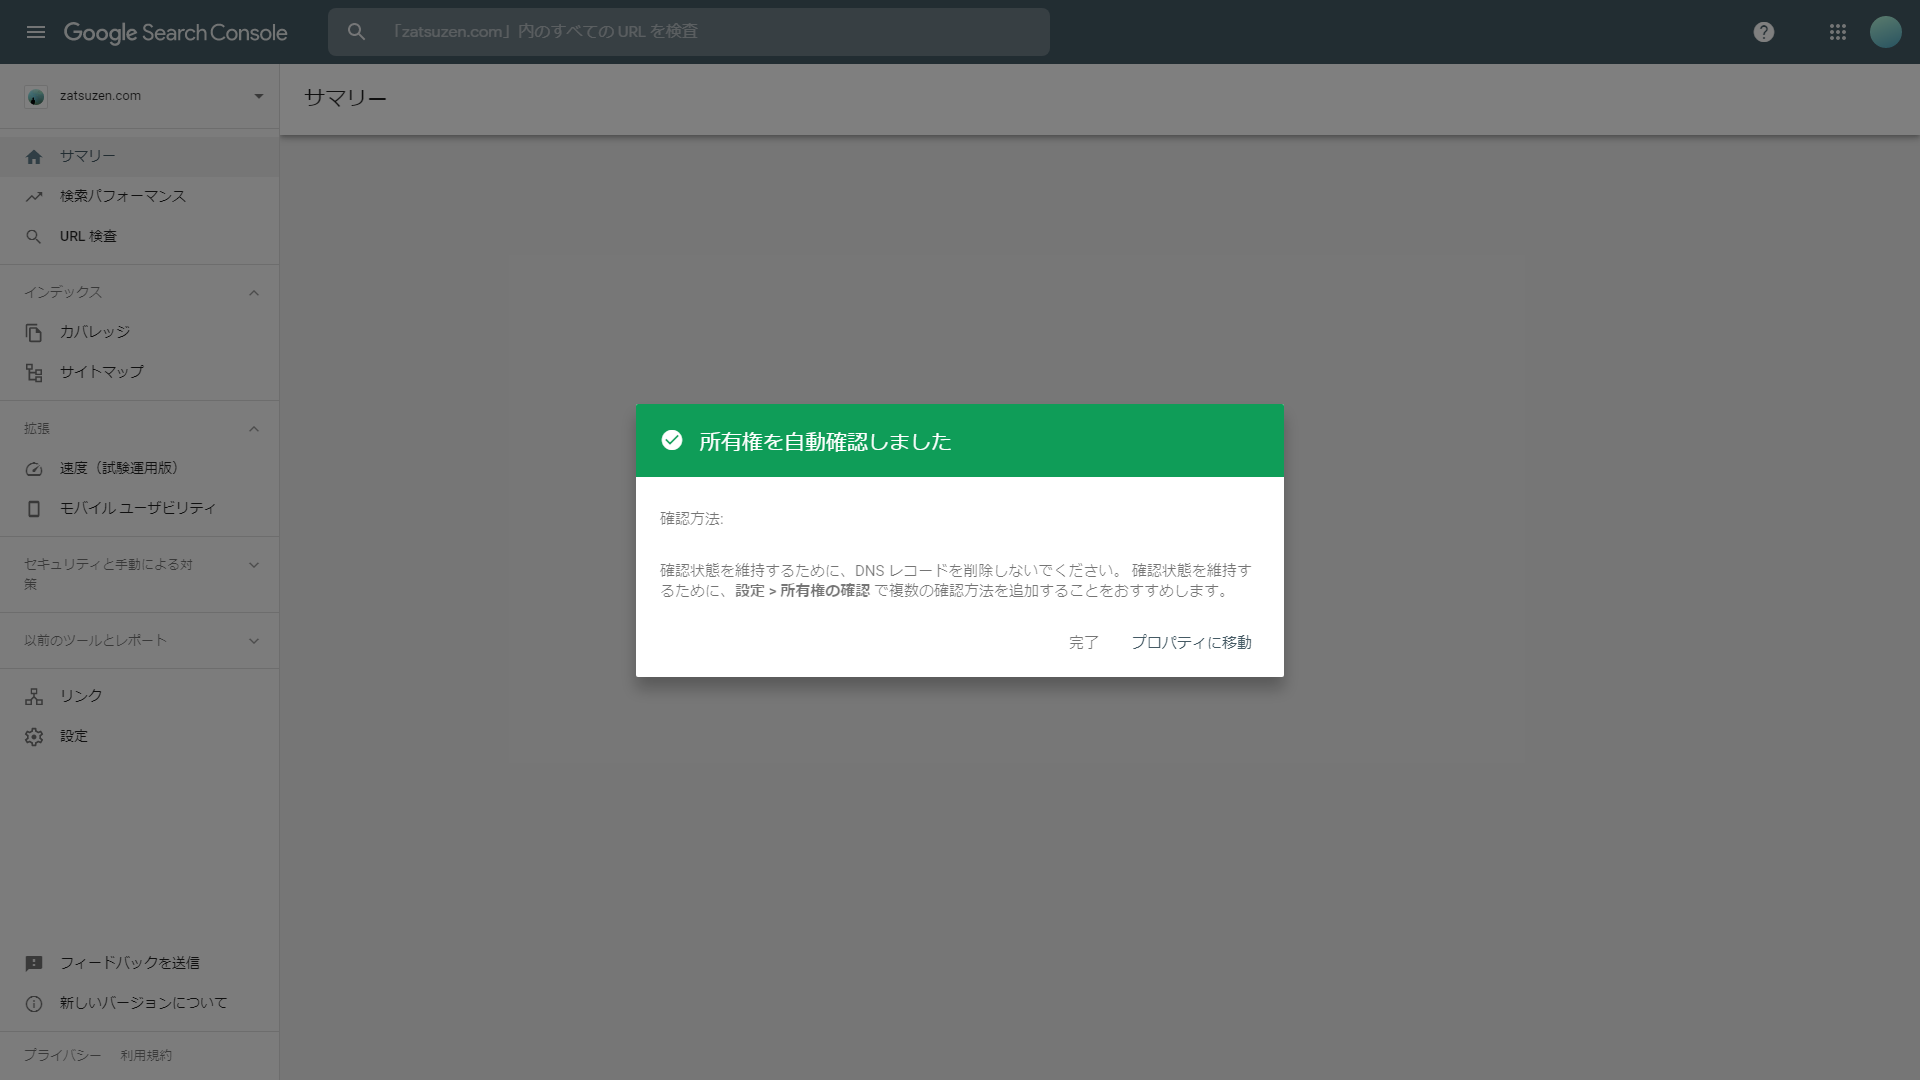 Google Search Console
「zatsuzen.com」内のすべての URL を検査
zatsuzen.com
サマリー
サマリー
検索パフォーマンス
URL 検査
インデックス
カバレッジ
サイトマップ
拡張
速度（試験運用版）
モバイル ユーザビリティ
セキュリティと手動による対
策
以前のツールとレポート
リンク
設定
所有権を自動確認しました
確認方法:
確認状態を維持するために、DNS レコードを削除しないでください。 確認状態を維持す
るために、設定 > 所有権の確認 で複数の確認方法を追加することをおすすめします。
完了 プロパティに移動
フィードバックを送信
新しいバージョンについて
プライバシー 利用規約